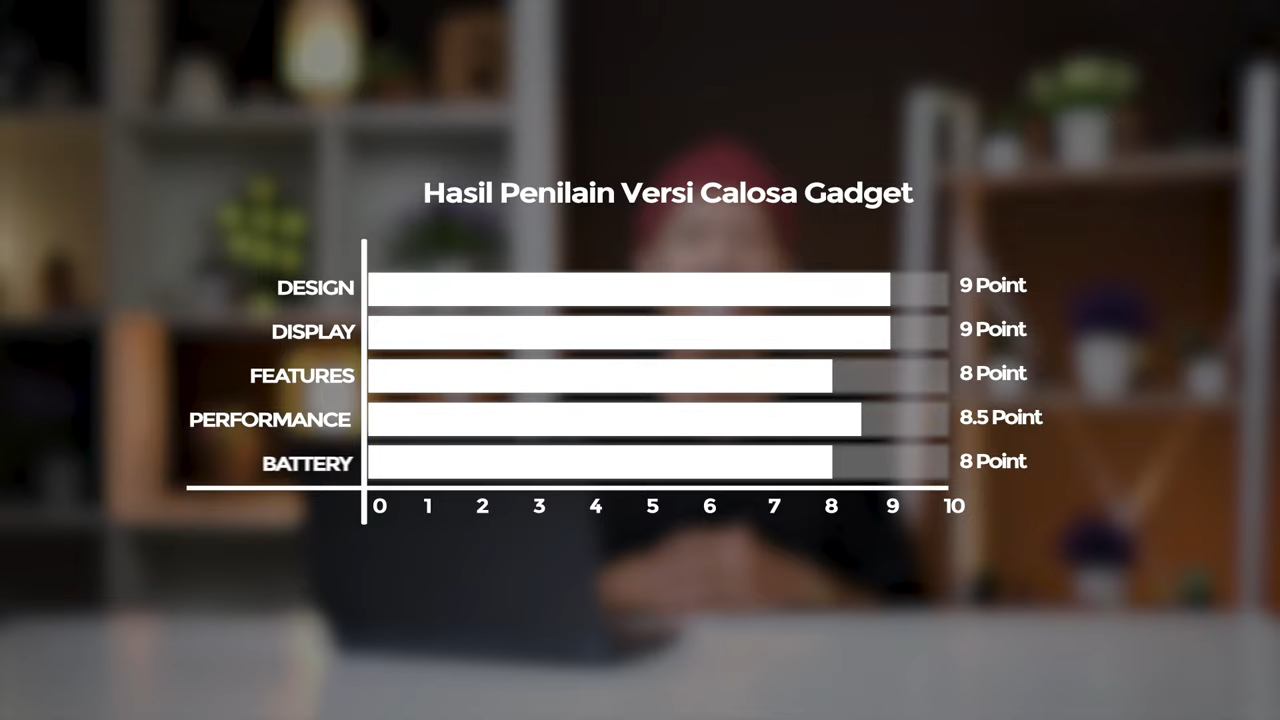 Hasil Penilain Versi Calosa Gadget
DESIGN 9 Point
DISPLAY 9 Point
FEATURES 8 Point
PERFORMANCE 8.5 Point
BATTERY 8 Point
0 1 2 3 4 5 6 7 8 9 10